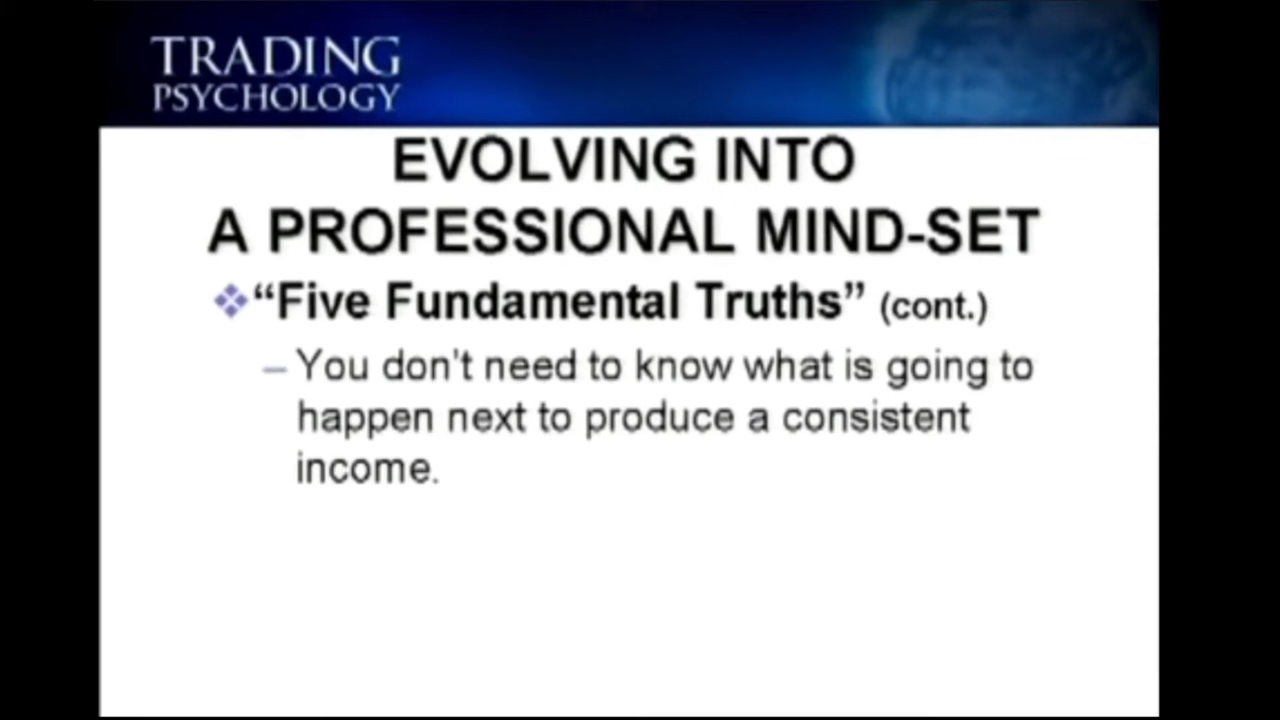 TRADING
PSYCHOLOGY
EVOLVING INTO
A PROFESSIONAL MIND-SET
“Five Fundamental Truths” (cont.)
– You don't need to know what is going to
happen next to produce a consistent
income.